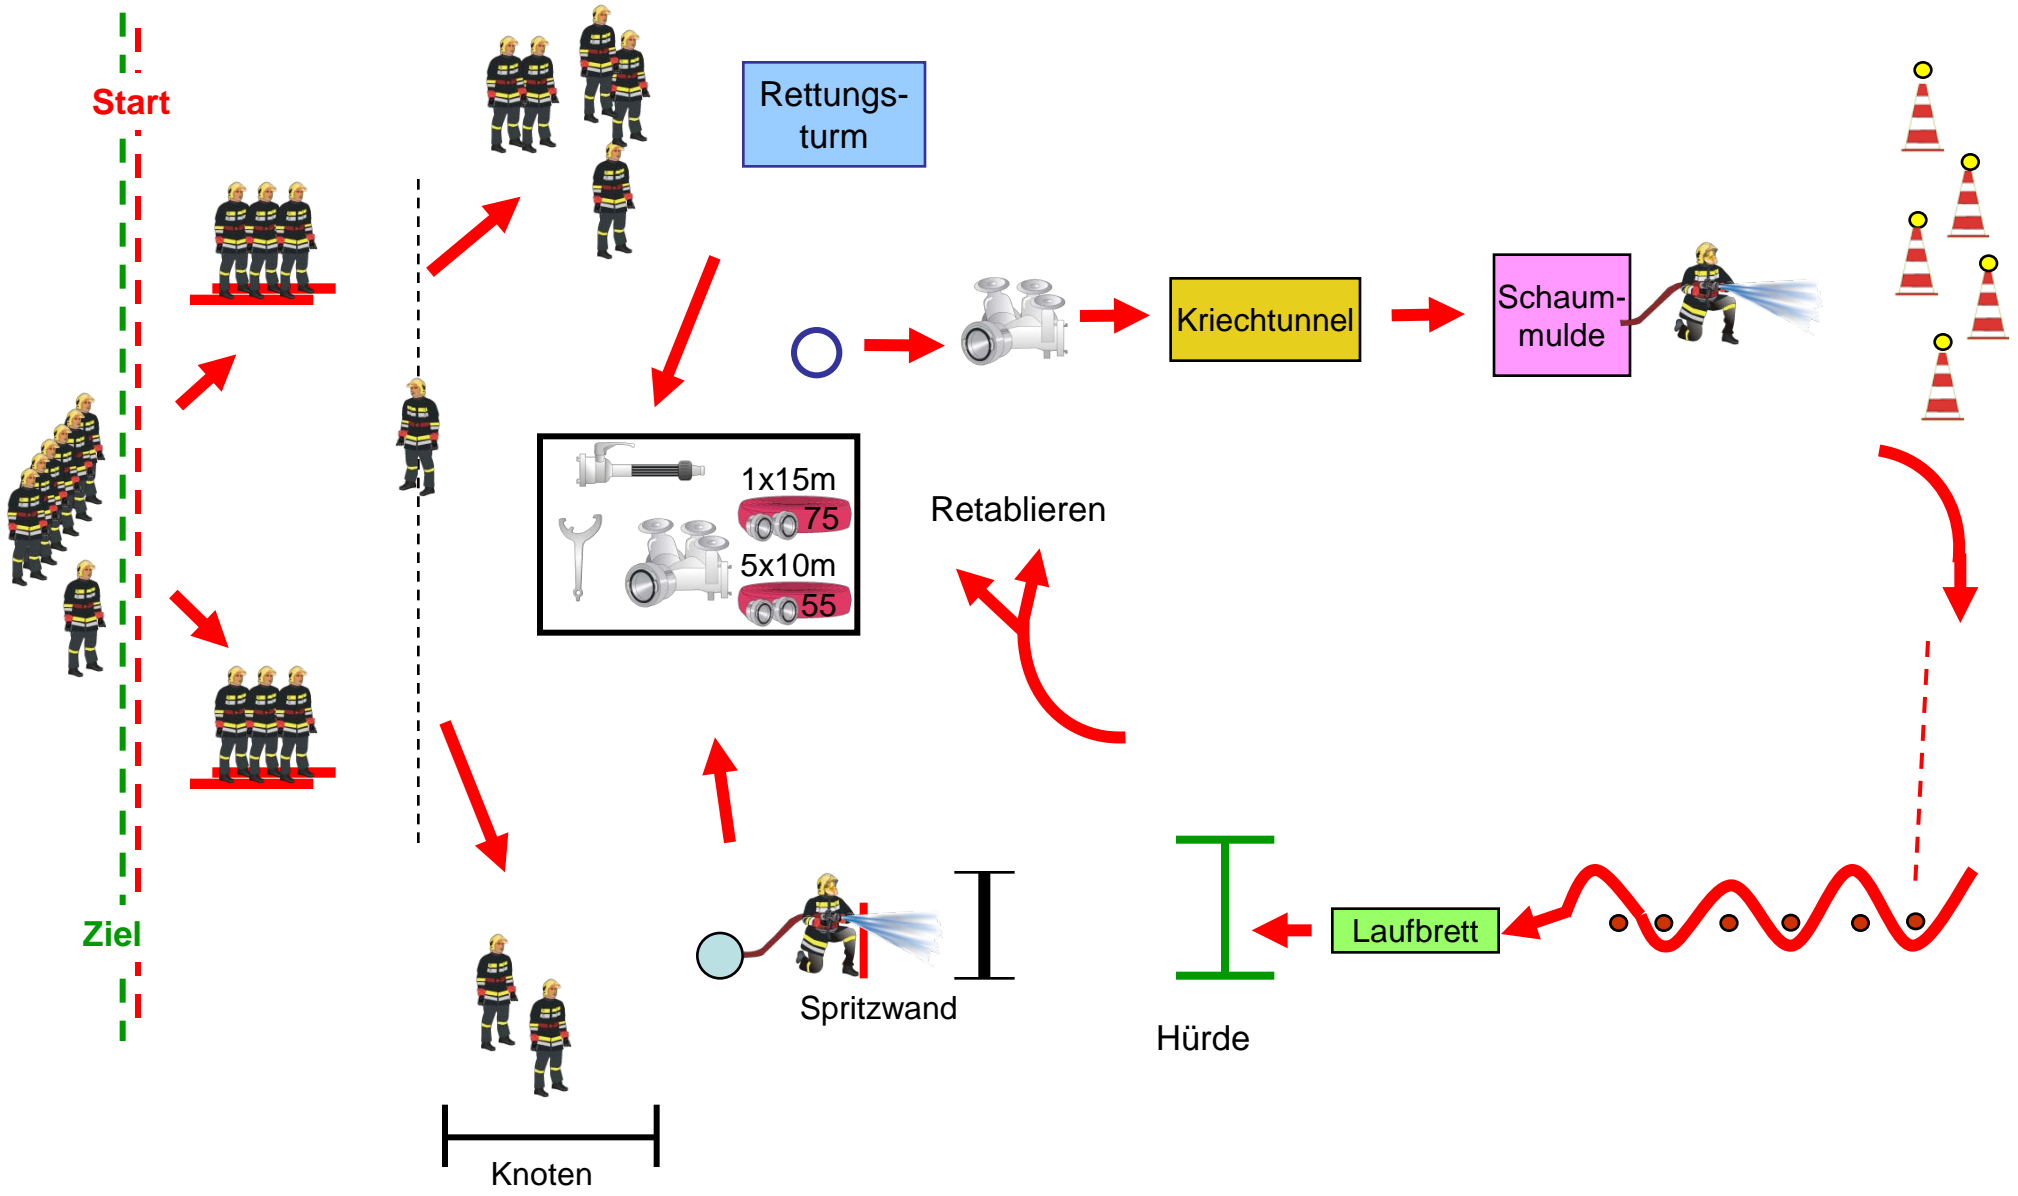 Start
Rettungs-
turm
Kriechtunnel
Schaum-
mulde
1x15m
75
5x10m
55
Retablieren
Ziel
Laufbrett
Spritzwand
Hürde
Knoten